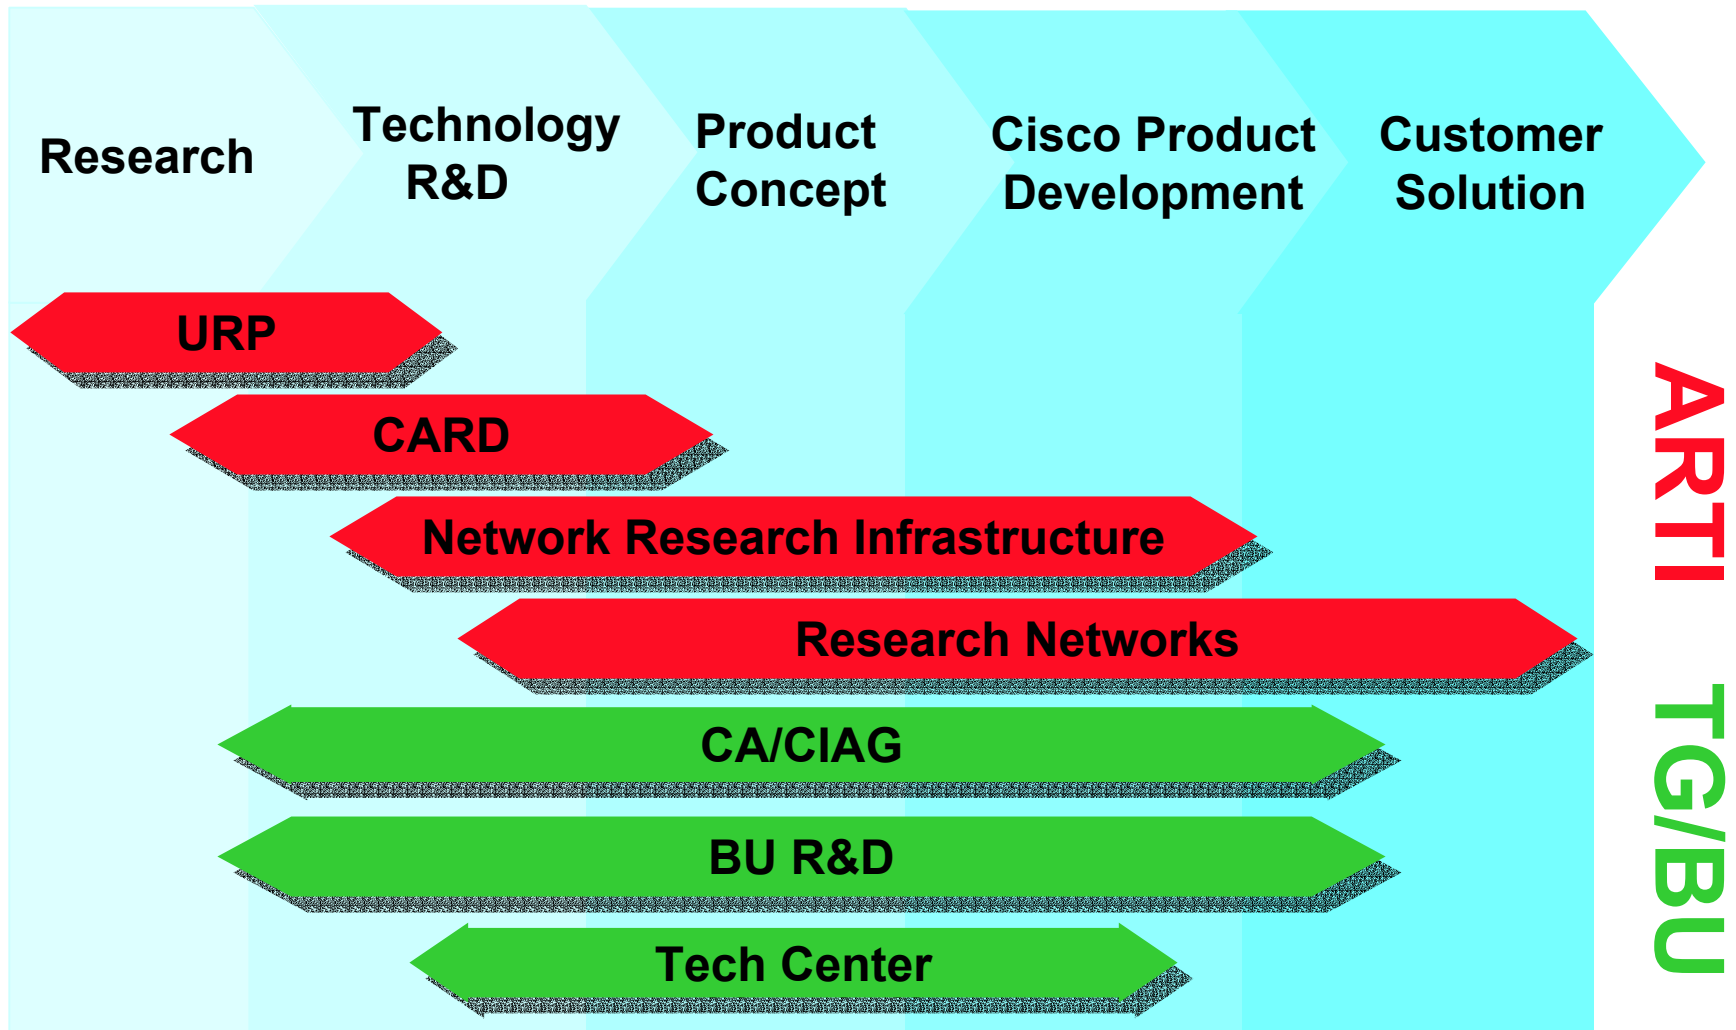 Research
Technology
R&D
Product
Concept
Cisco Product
Development
Customer
Solution
URP
CARD
Network Research Infrastructure
Research Networks
CA/CIAG
BU R&D
Tech Center
ARTI
TG/BU